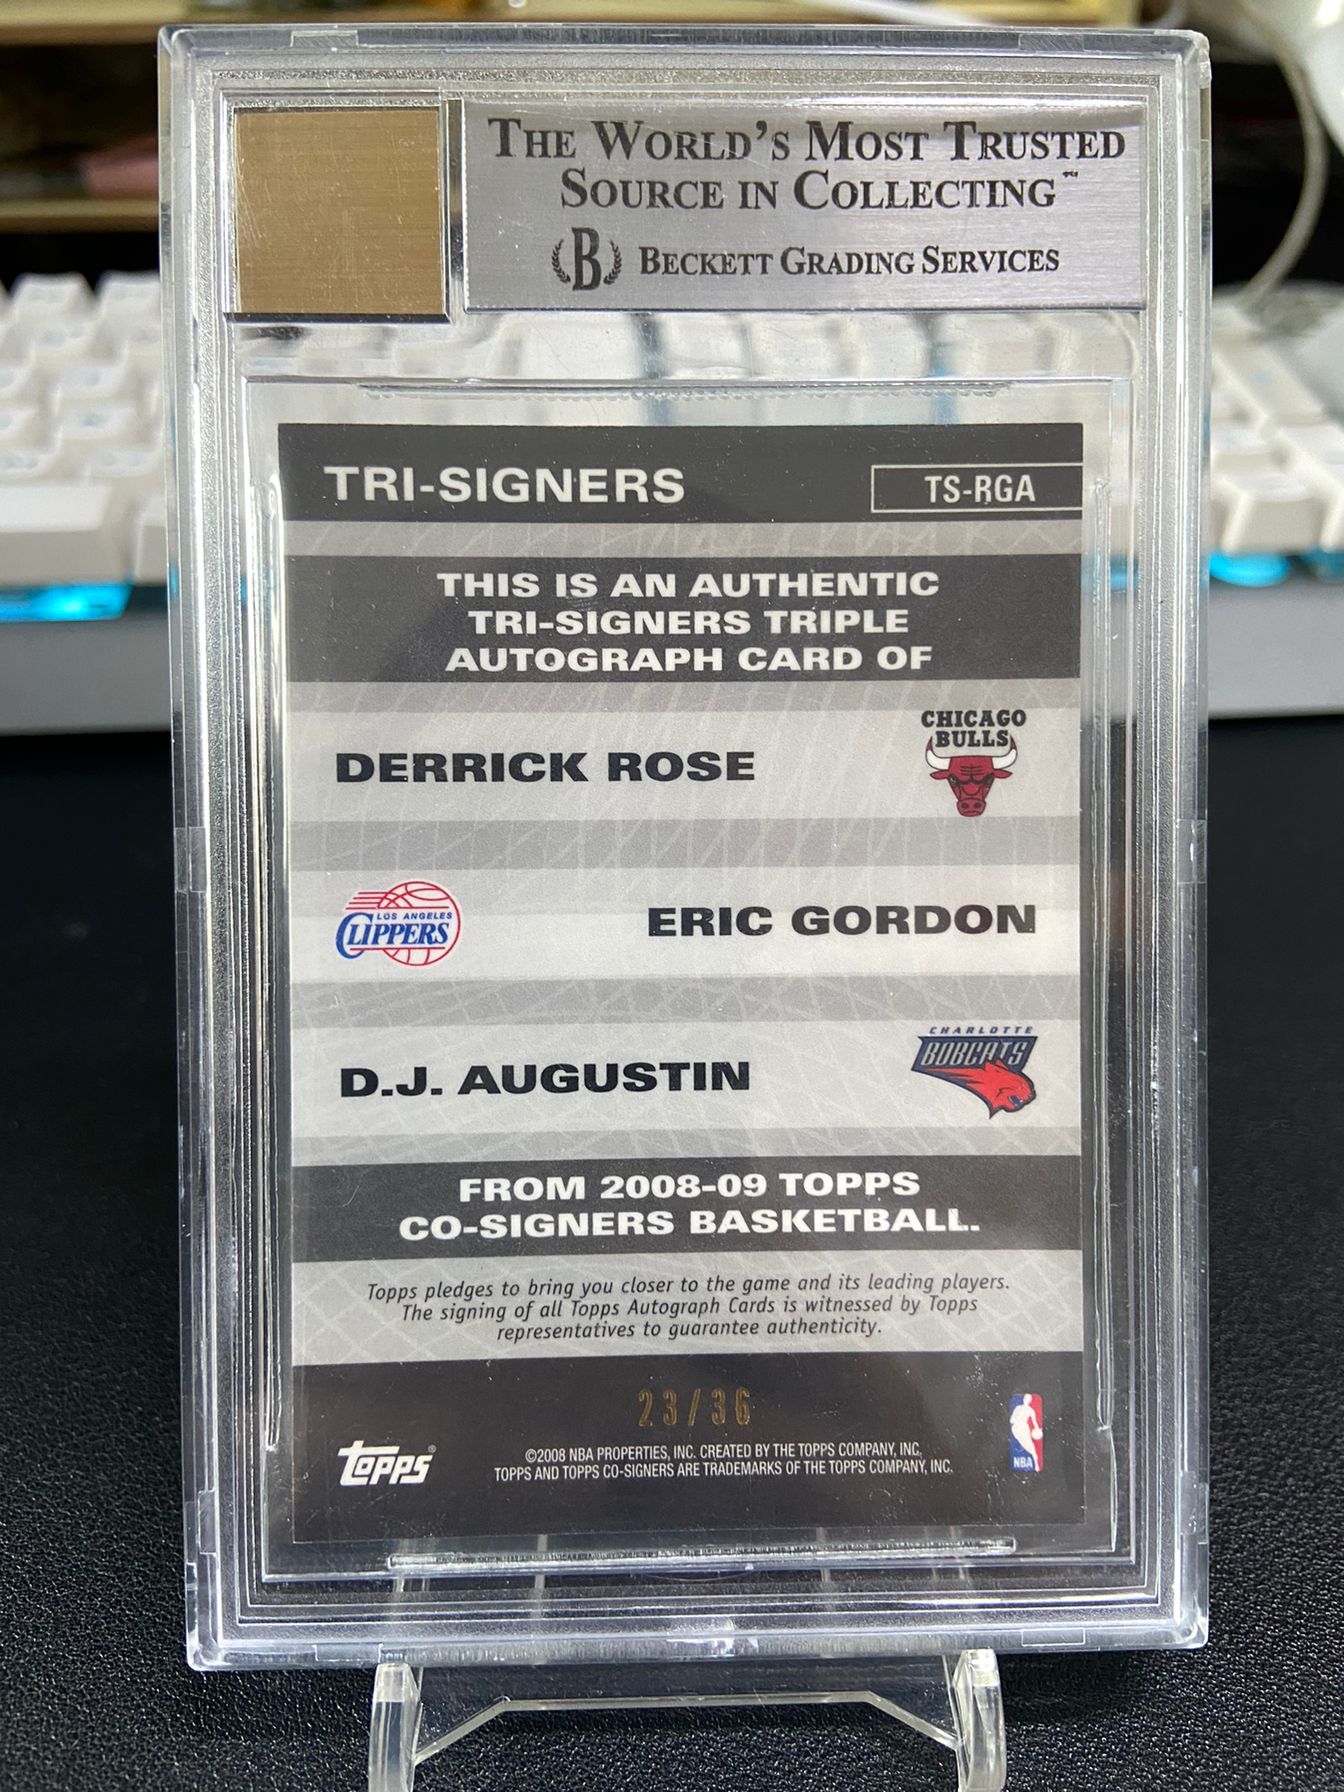 THE WORLD'S MOST TRUSTED
SOURCE IN COLLECTING™
B BECKETT GRADING SERVICES
TRI-SIGNERS
TS-RGA
THIS IS AN AUTHENTIC
TRI-SIGNERS TRIPLE
AUTOGRAPH CARD OF
DERRICK ROSE
CHICAGO
BULLS
LOS ANGELES
CLIPPERS
ERIC GORDON
D.J. AUGUSTIN
CHARLOTTE
BOBCATS
FROM 2008-09 TOPPS
CO-SIGNERS BASKETBALL.
Topps pledges to bring you closer to the game and its leading players.
The signing of all Topps Autograph Cards is witnessed by Topps
representatives to guarantee authenticity.
23/36
Topps®
©2008 NBA PROPERTIES, INC. CREATED BY THE TOPPS COMPANY, INC.
TOPPS AND TOPPS CO-SIGNERS ARE TRADEMARKS OF THE TOPPS COMPANY, INC.
NBA